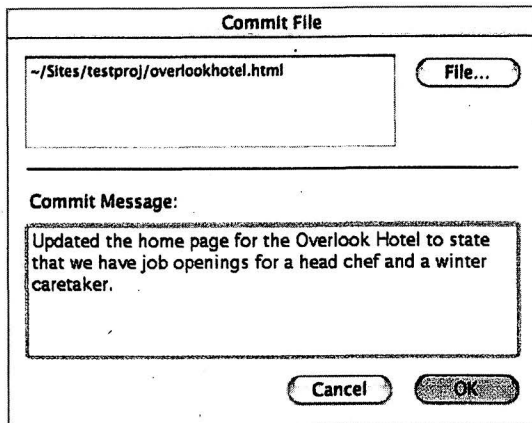 Commit File
~/Sites/testproj/overlookhotel.html
File...
Commit Message:
Updated the home page for the Overlook Hotel to state
that we have job openings for a head chef and a winter
caretaker.
Cancel
OK